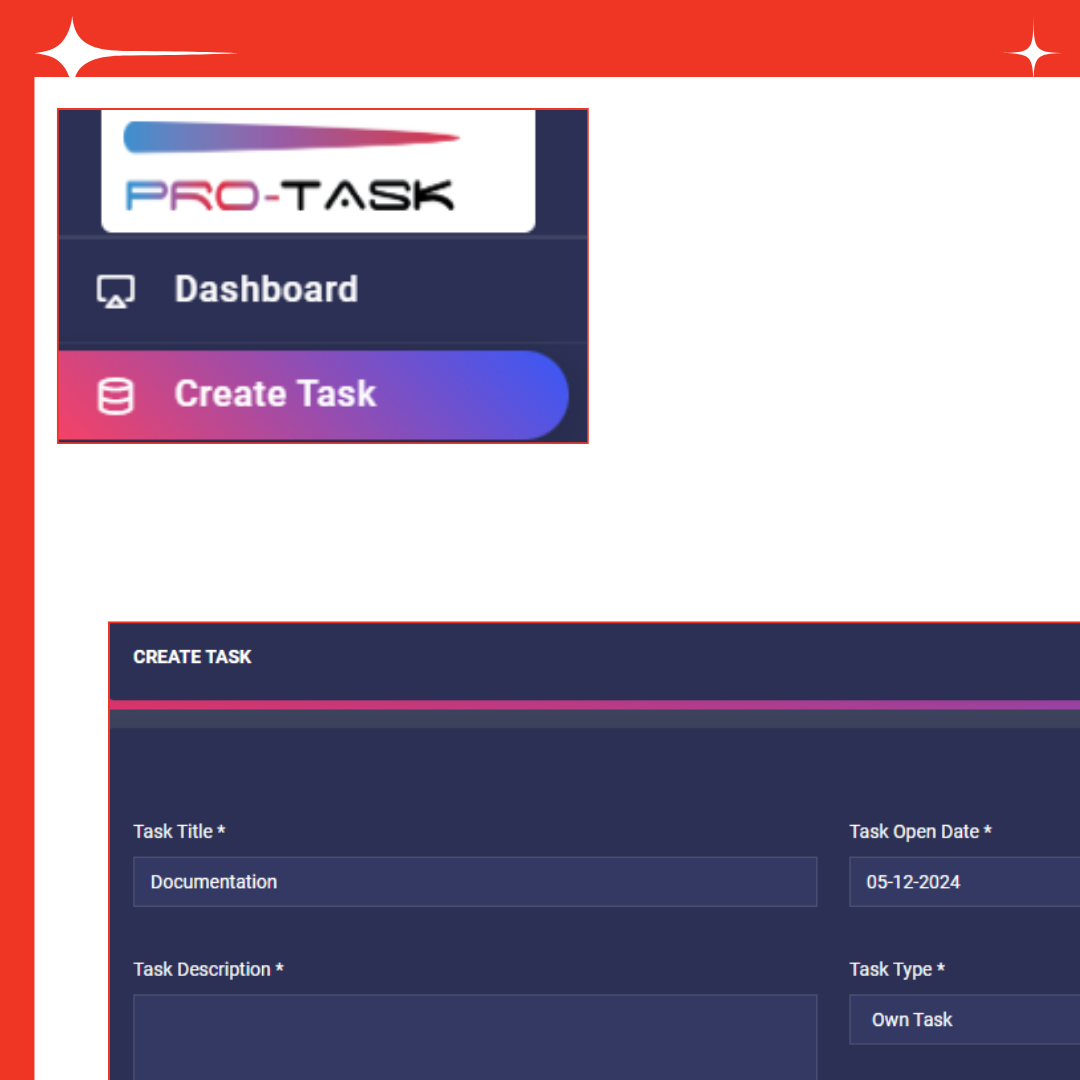 PRO-TASK
Dashboard
Create Task
CREATE TASK
Task Title *
Task Open Date *
Documentation
05-12-2024
Task Description *
Task Type *
Own Task